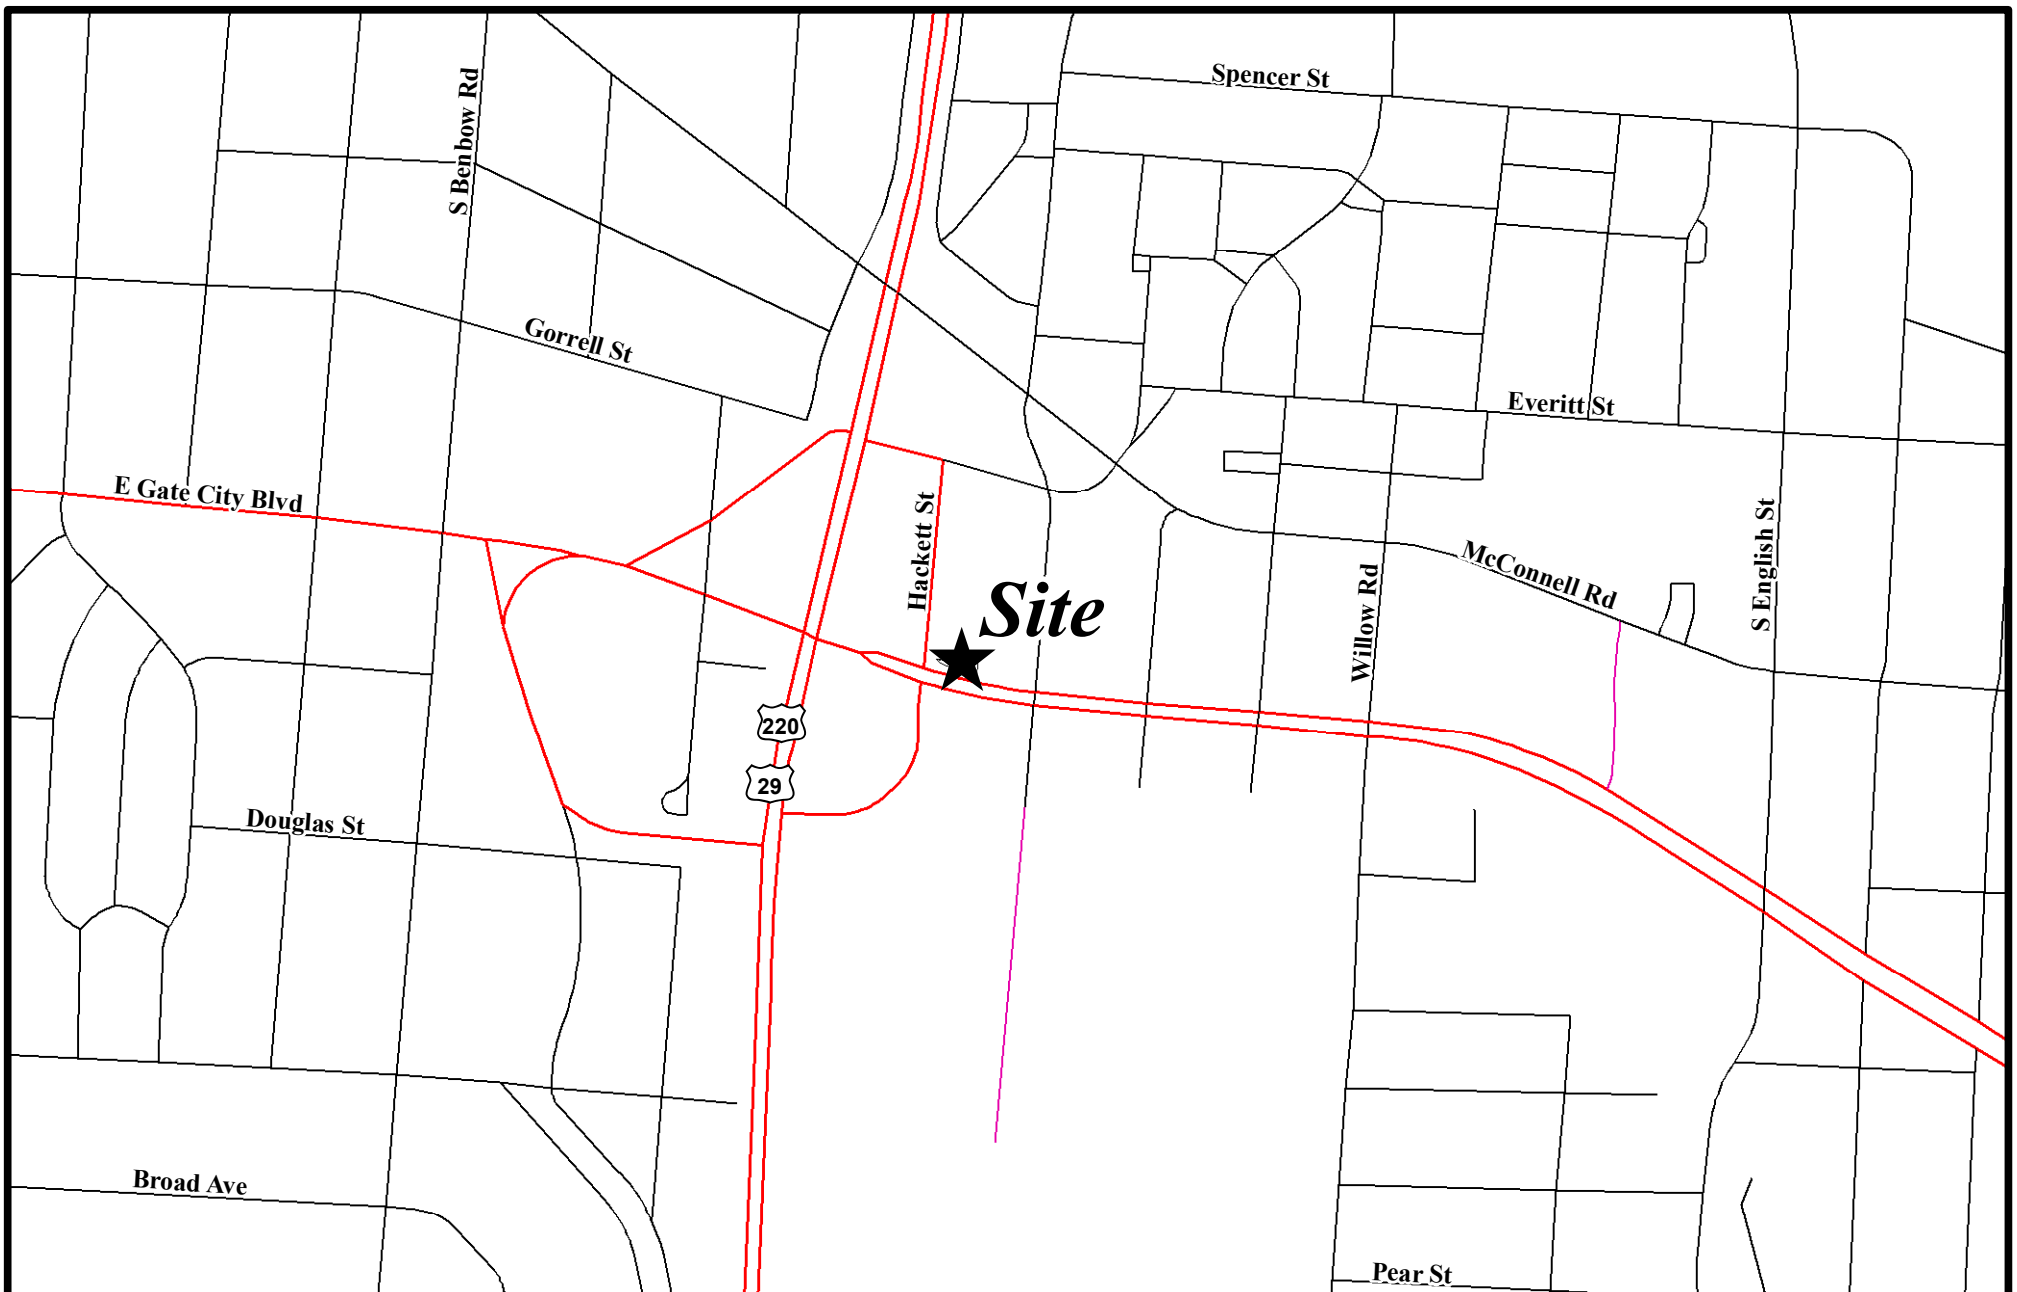 Spencer St
S Benbow Rd
Gorrell St
Everitt St
E Gate City Blvd
Hackett St
S English St
McConnell Rd
Site
Willow Rd
220
29
Douglas St
Broad Ave
Pear St